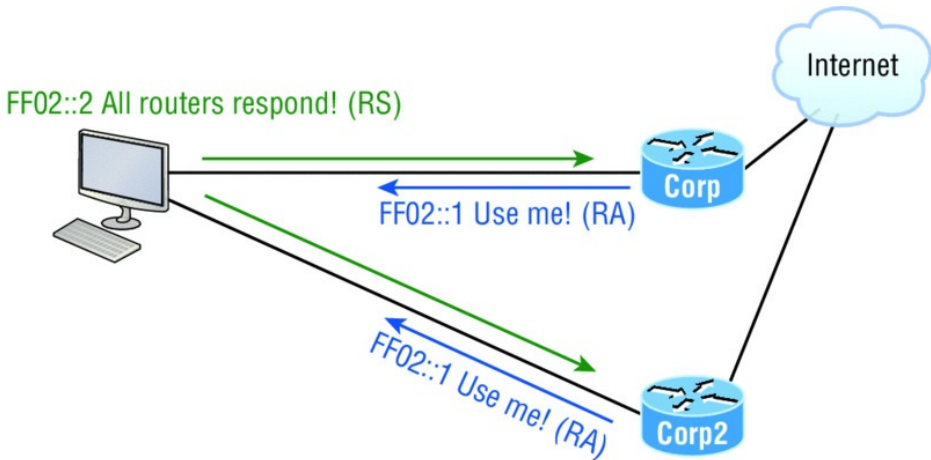 Internet
FF02::2 All routers respond! (RS)
Corp
FF02::1 Use me! (RA)
FF02::1 Use me! (RA)
Corp2